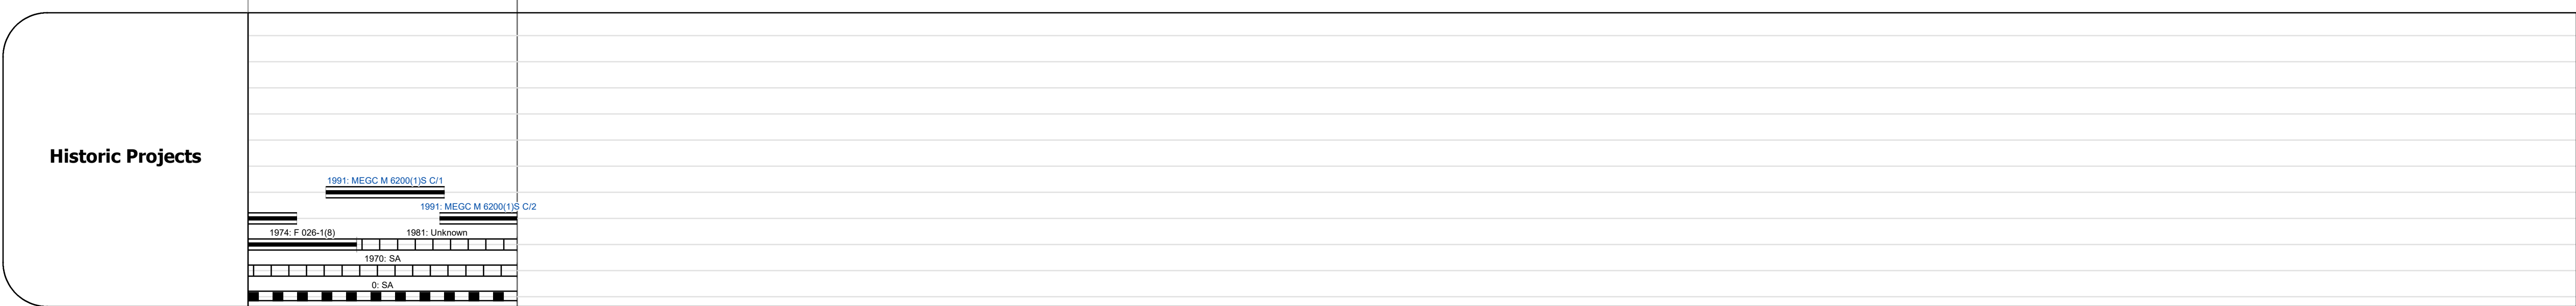 Historic Projects
1991: MEGC M 6200(1)S C/1
1991: MEGC M 6200(1)S C/2
1974: F 026-1(8)
1981: Unknown
1970: SA
0: SA